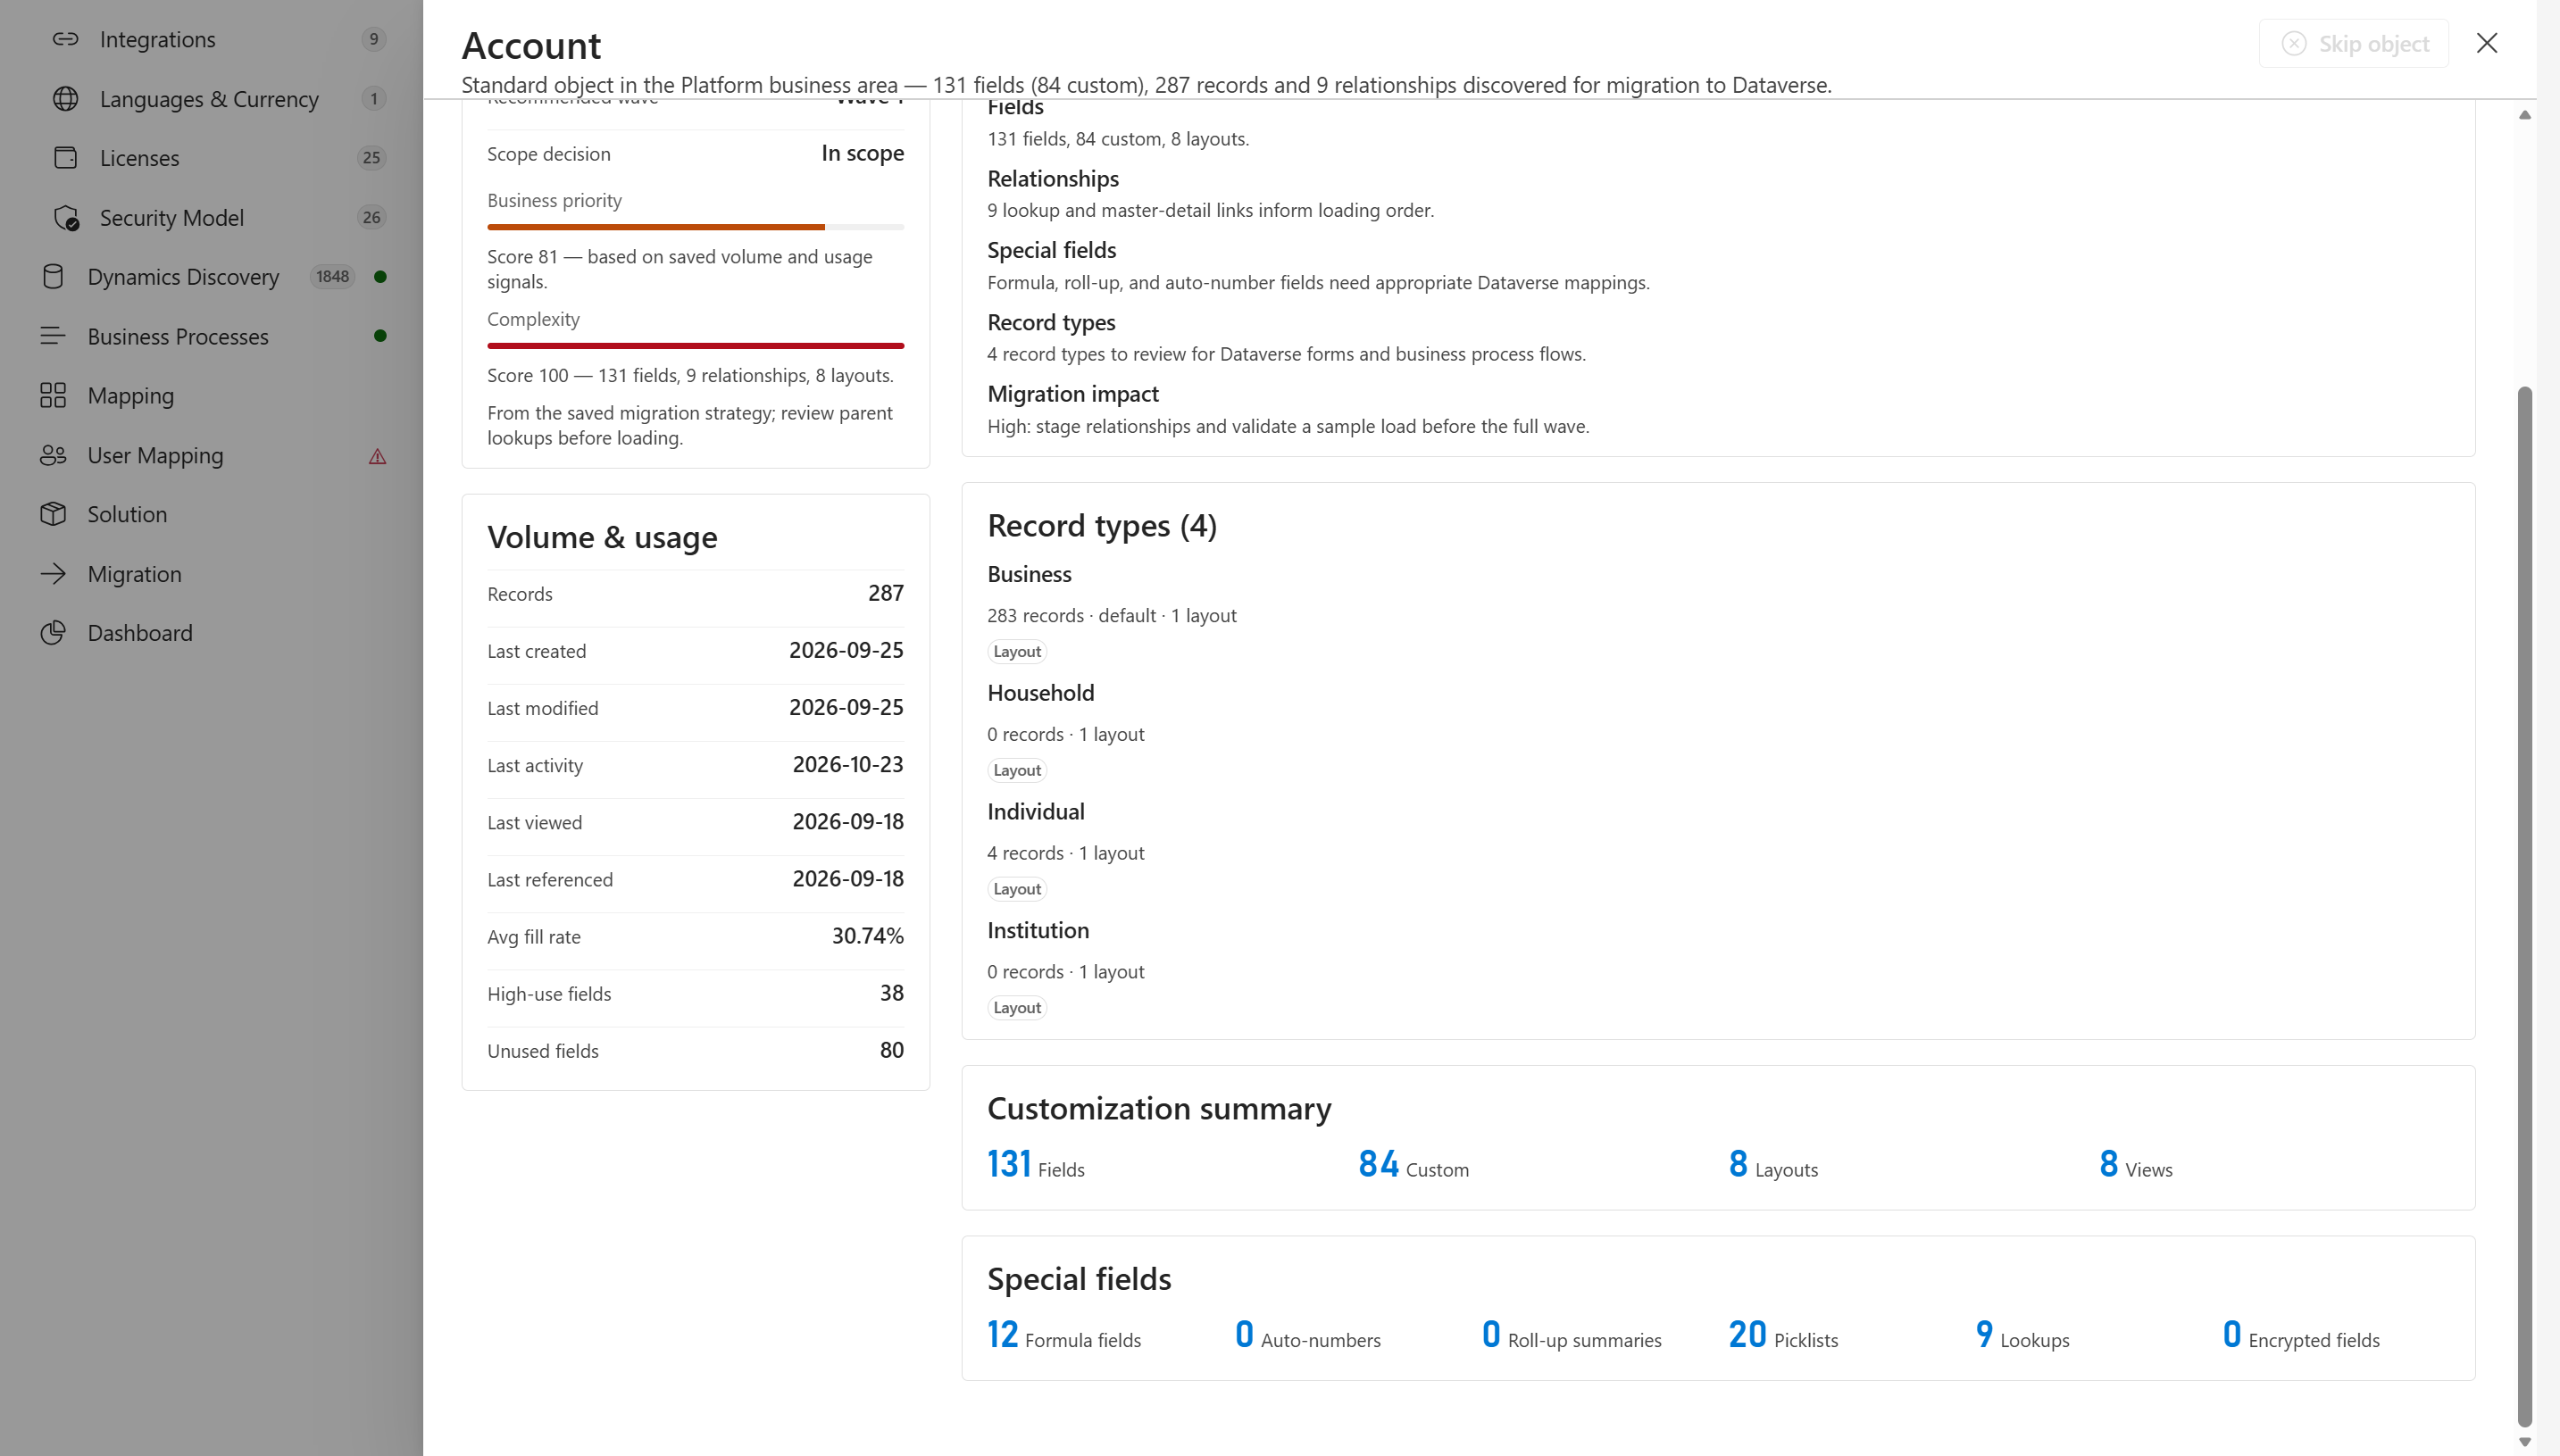 Integrations 9
Languages & Currency 1
Licenses 25
Security Model 26
Dynamics Discovery 1848
Business Processes
Mapping
User Mapping
Solution
Migration
Dashboard
Account
Skip object
Standard object in the Platform business area — 131 fields (84 custom), 287 records and 9 relationships discovered for migration to Dataverse.
Recommended wave Wave 1
Scope decision In scope
Business priority
Score 81 — based on saved volume and usage
signals.
Complexity
Score 100 — 131 fields, 9 relationships, 8 layouts.
From the saved migration strategy; review parent
lookups before loading.
Volume & usage
Records 287
Last created 2026-09-25
Last modified 2026-09-25
Last activity 2026-10-23
Last viewed 2026-09-18
Last referenced 2026-09-18
Avg fill rate 30.74%
High-use fields 38
Unused fields 80
Fields
131 fields, 84 custom, 8 layouts.
Relationships
9 lookup and master-detail links inform loading order.
Special fields
Formula, roll-up, and auto-number fields need appropriate Dataverse mappings.
Record types
4 record types to review for Dataverse forms and business process flows.
Migration impact
High: stage relationships and validate a sample load before the full wave.
Record types (4)
Business
283 records · default · 1 layout
Layout
Household
0 records · 1 layout
Layout
Individual
4 records · 1 layout
Layout
Institution
0 records · 1 layout
Layout
Customization summary
131 Fields 84 Custom 8 Layouts 8 Views
Special fields
12 Formula fields 0 Auto-numbers 0 Roll-up summaries 20 Picklists 9 Lookups 0 Encrypted fields